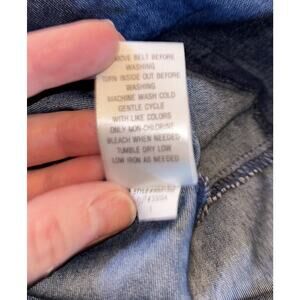 MOVE BELT BEFORE
WASHING
TURN INSIDE OUT BEFORE
WASHING
MACHINE WASH COLD
GENTLE CYCLE
WITH LIKE COLORS
ONLY NON-CHLORINE
BLEACH WHEN NEEDED
TUMBLE DRY LOW
LOW IRON AS NEEDED